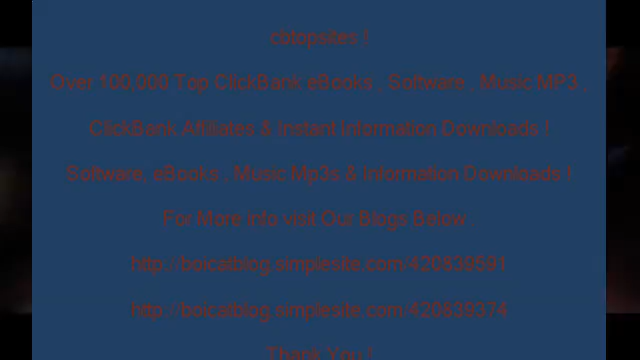 cbtopsites !
Over 100,000 Top ClickBank eBooks , Software , Music MP3 ,
ClickBank Affiliates & Instant Information Downloads !
Software, eBooks , Music Mp3s & Information Downloads !
For More info visit Our Blogs Below
http://boicatblog.simplesite.com/420839591
http://boicatblog.simplesite.com/420839374
Thank You !